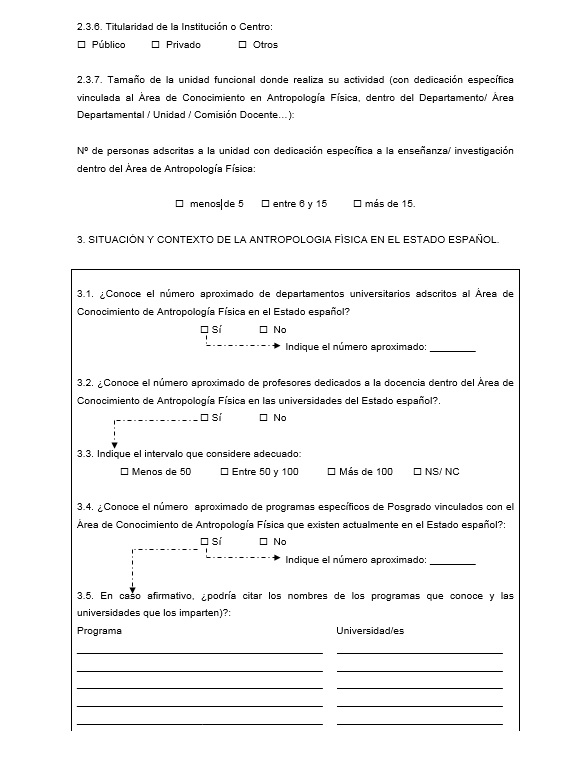 2.3.6. Titularidad de la Institución o Centro:
☐ Público ☐ Privado ☐ Otros
2.3.7. Tamaño de la unidad funcional donde realiza su actividad (con dedicación específica
vinculada al Área de Conocimiento en Antropología Física, dentro del Departamento/ Área
Departamental / Unidad / Comisión Docente…):
Nº de personas adscritas a la unidad con dedicación específica a la enseñanza/ investigación
dentro del Área de Antropología Física:
☐ menos de 5 ☐ entre 6 y 15 ☐ más de 15.
3. SITUACIÓN Y CONTEXTO DE LA ANTROPOLOGIA FÍSICA EN EL ESTADO ESPAÑOL.
3.1. ¿Conoce el número aproximado de departamentos universitarios adscritos al Área de
Conocimiento de Antropología Física en el Estado español?
☐ Sí ☐ No
Indique el número aproximado: ________
3.2. ¿Conoce el número aproximado de profesores dedicados a la docencia dentro del Área de
Conocimiento de Antropología Física en las universidades del Estado español?.
☐ Sí ☐ No
3.3. Indique el intervalo que considere adecuado:
☐ Menos de 50 ☐ Entre 50 y 100 ☐ Más de 100 ☐ NS/ NC
3.4. ¿Conoce el número aproximado de programas específicos de Posgrado vinculados con el
Área de Conocimiento de Antropología Física que existen actualmente en el Estado español?:
☐ Sí ☐ No
Indique el número aproximado: ________
3.5. En caso afirmativo, ¿podría citar los nombres de los programas que conoce y las
universidades que los imparten)?:
Programa Universidad/es